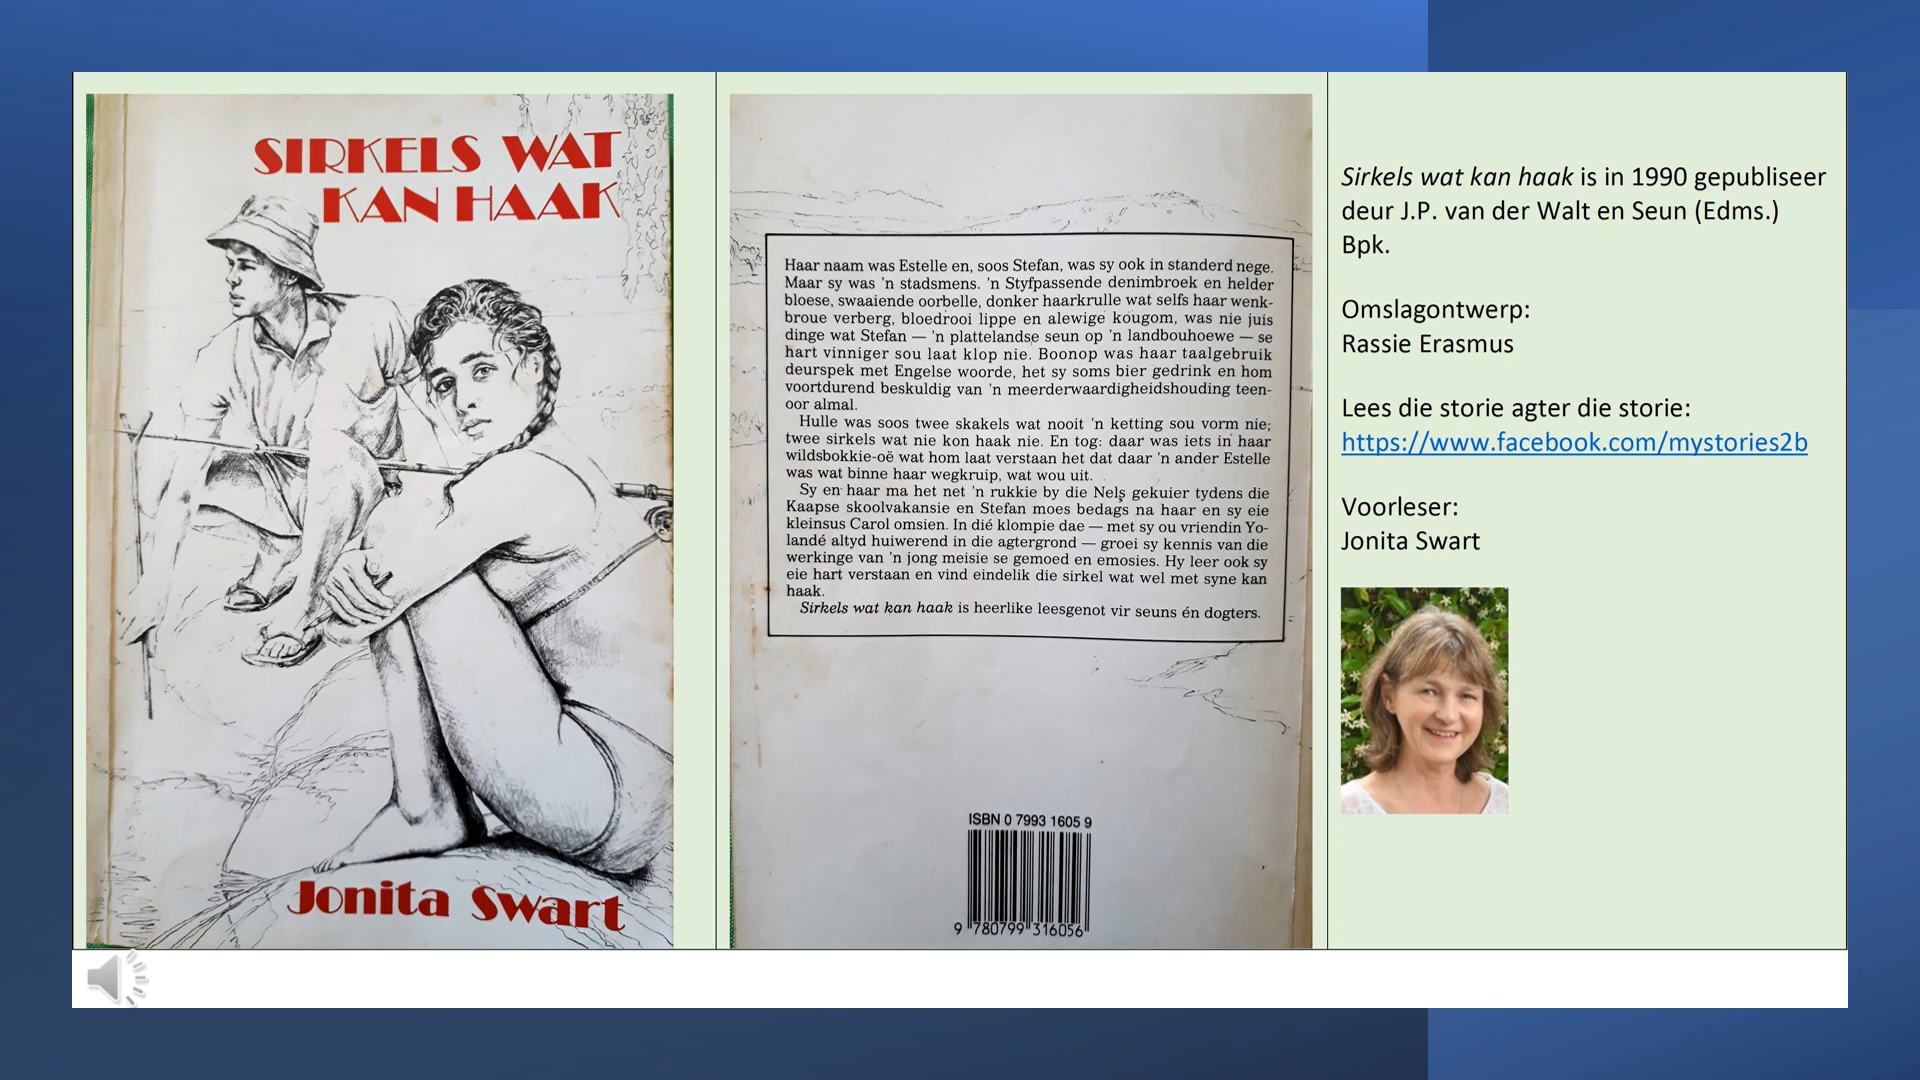 SIRKELS WAT
KAN HAAK
Jonita Swart
Haar naam was Estelle en, soos Stefan, was sy ook in standerd nege.
Maar sy was 'n stadsmens. 'n Styfpassende denimbroek en helder
bloese, swaaiende oorbelle, donker haarkrulle wat selfs haar wenk-
broue verberg, bloedrooi lippe en alewige kougom, was nie juis
dinge wat Stefan — 'n plattelandse seun op 'n landbouhoewe — se
hart vinniger sou laat klop nie. Boonop was haar taalgebruik
deurspek met Engelse woorde, het sy soms bier gedrink en hom
voortdurend beskuldig van 'n meerderwaardigheidshouding teen-
oor almal.
Hulle was soos twee skakels wat nooit 'n ketting sou vorm nie;
twee sirkels wat nie kon haak nie. En tog: daar was iets in haar
wildsbokkie-oë wat hom laat verstaan het dat daar 'n ander Estelle
was wat binne haar wegkruip, wat wou uit.
Sy en haar ma het net 'n rukkie by die Nels gekuier tydens die
Kaapse skoolvakansie en Stefan moes bedags na haar en sy eie
kleinsus Carol omsien. In dié klompie dae — met sy ou vriendin Yo-
landé altyd huiwerend in die agtergrond — groei sy kennis van die
werkinge van 'n jong meisie se gemoed en emosies. Hy leer ook sy
eie hart verstaan en vind eindelik die sirkel wat wel met syne kan
haak.
Sirkels wat kan haak is heerlike leesgenot vir seuns én dogters.
ISBN 0 7993 1605 9
9 780799 316056
Sirkels wat kan haak is in 1990 gepubliseer
deur J.P. van der Walt en Seun (Edms.)
Bpk.
Omslagontwerp:
Rassie Erasmus
Lees die storie agter die storie:
https://www.facebook.com/mystories2b
Voorleser:
Jonita Swart